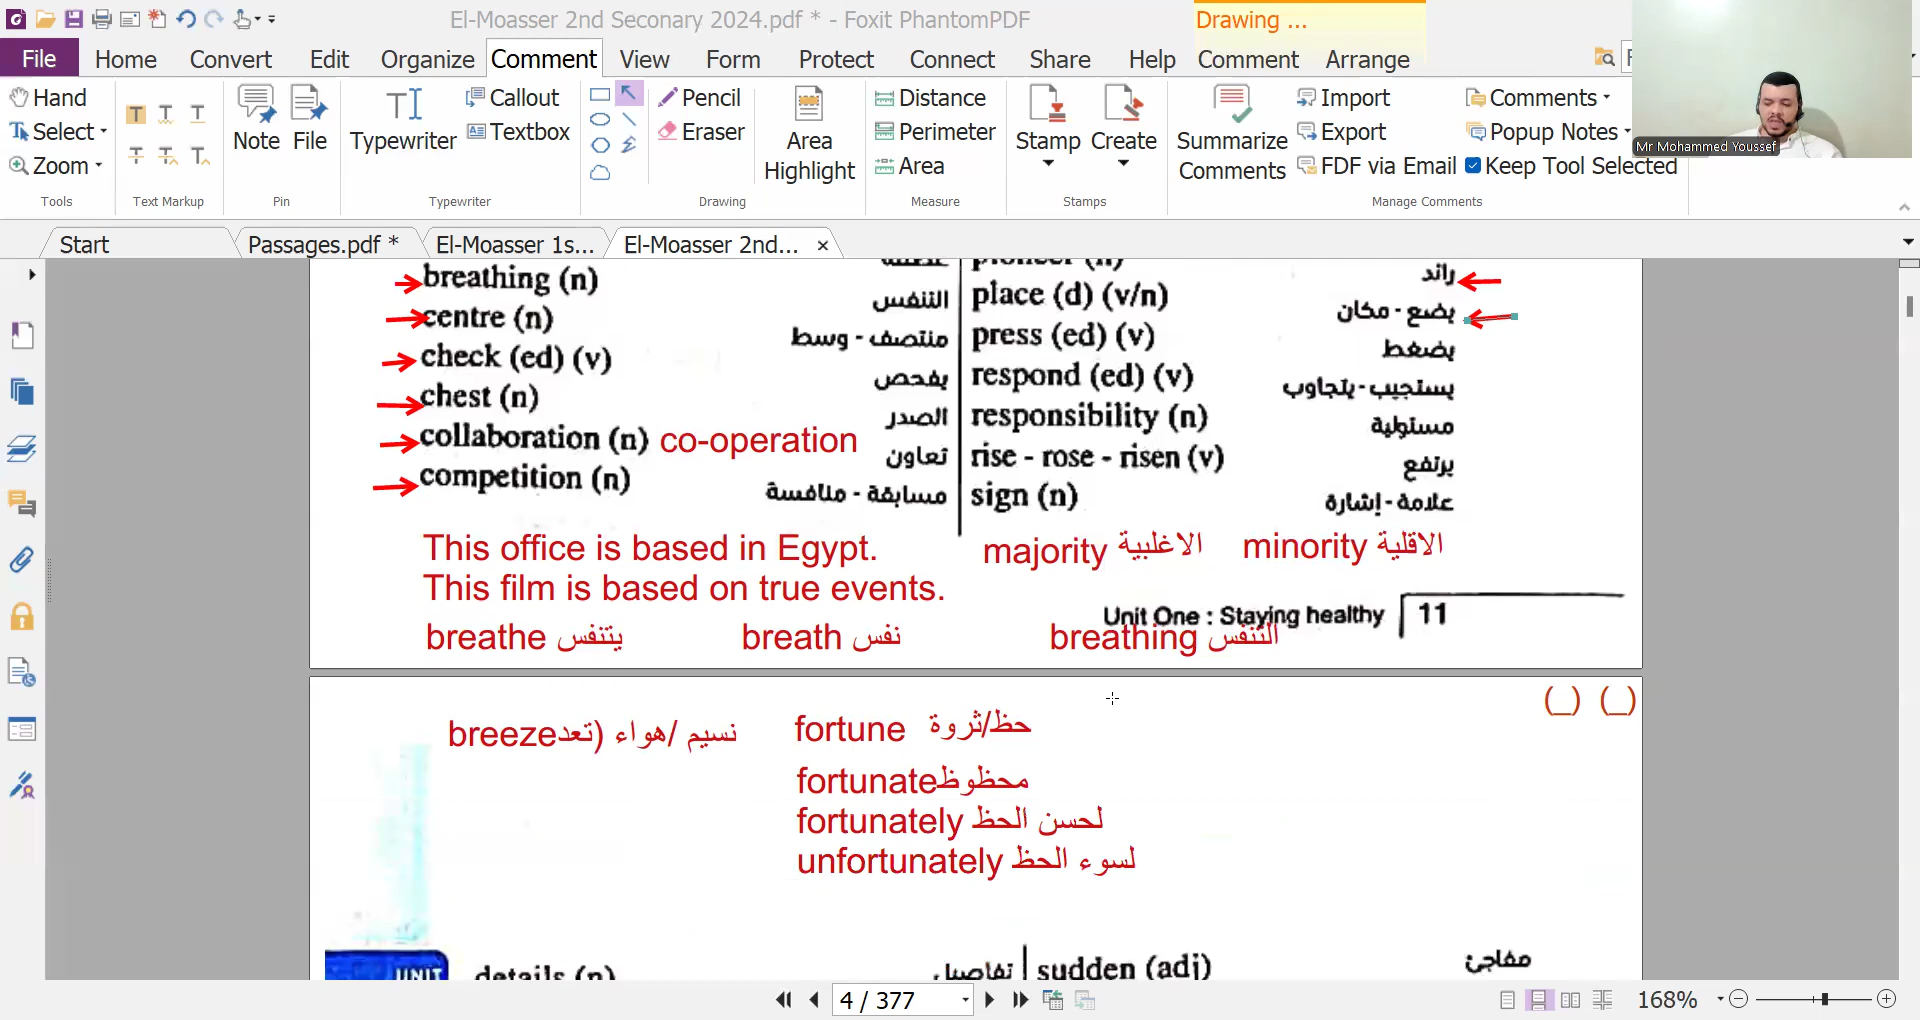 El-Moasser 2nd Seconary 2024.pdf * - Foxit PhantomPDF
Drawing ...
File Home Convert Edit Organize Comment View Form Protect Connect Share Help Comment Arrange
Hand
Select
Zoom
Tools
Text Markup
Note
File
Pin
Typewriter
Callout
Textbox
Typewriter
Pencil
Eraser
Area
Highlight
Drawing
Distance
Perimeter
Area
Measure
Stamp
Create
Stamps
Summarize
Comments
Import
Export
FDF via Email
Comments
Popup Notes
Keep Tool Selected
Manage Comments
Mr Mohammed Youssef
Start
Passages.pdf *
El-Moasser 1s...
El-Moasser 2nd...
breathing (n) التنفس
centre (n) منتصف - وسط
check (ed) (v) يفحص
chest (n) الصدر
collaboration (n) co-operation تعاون
competition (n) مسابقة - منافسة
pioneer (n) رائد
place (d) (v/n) يضع - مكان
press (ed) (v) يضغط
respond (ed) (v) يستجيب - يتجاوب
responsibility (n) مسئولية
rise - rose - risen (v) يرتفع
sign (n) علامة - إشارة
This office is based in Egypt.
This film is based on true events.
majority الاغلبية minority الاقلية
Unit One : Staying healthy 11
breathe يتنفس breath نفس breathing التنفس
(_) (_)
breeze نسيم /هواء (تعد
fortune حظ/ثروة
fortunate محظوظ
fortunately لحسن الحظ
unfortunately لسوء الحظ
UNIT
details (n) تفاصيل
sudden (adj) مفاجئ
4 / 377
168%